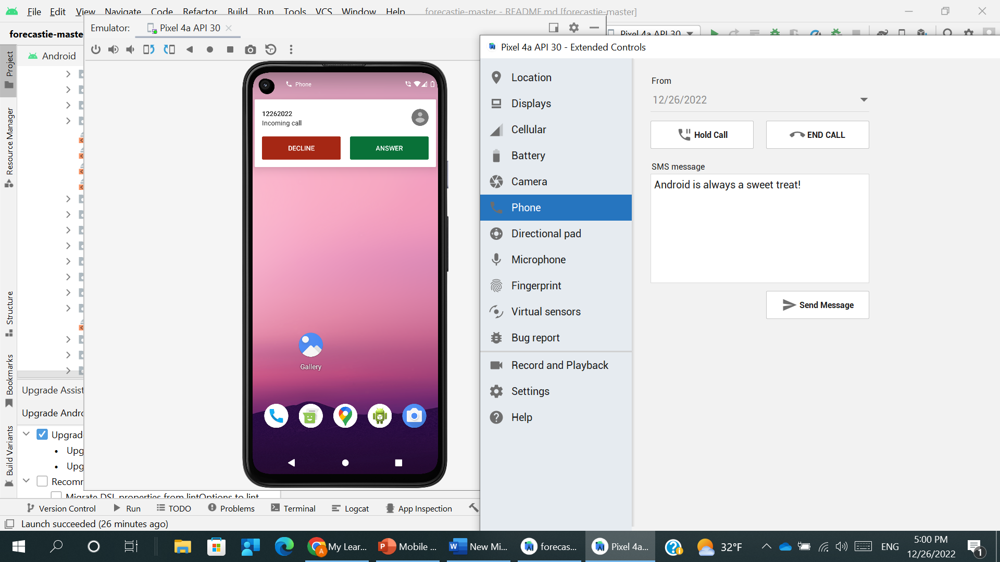 File Edit View Navigate Code Refactor Build Run Tools VCS Window Help forecastie-master - README.md [forecastie-master]
Emulator: Pixel 4a API 30
forecastie-master
Pixel 4a API 30
Pixel 4a API 30 - Extended Controls
Project
Android
Resource Manager
Structure
Bookmarks
Build Variants
Phone
12262022
Incoming call
DECLINE ANSWER
Gallery
Location
Displays
Cellular
Battery
Camera
Phone
Directional pad
Microphone
Fingerprint
Virtual sensors
Bug report
Record and Playback
Settings
Help
From
12/26/2022
Hold Call END CALL
SMS message
Android is always a sweet treat!
Send Message
Upgrade Assist
Upgrade Andro
Upgrad
• Upg
• Upg
Recomm
Migrate DSL properties from lintOptions to lint
Version Control Run TODO Problems Terminal Logcat App Inspection
Launch succeeded (26 minutes ago)
My Lear... Mobile ... New Mi... forecas... Pixel 4a... 32°F ENG 5:00 PM
12/26/2022
1